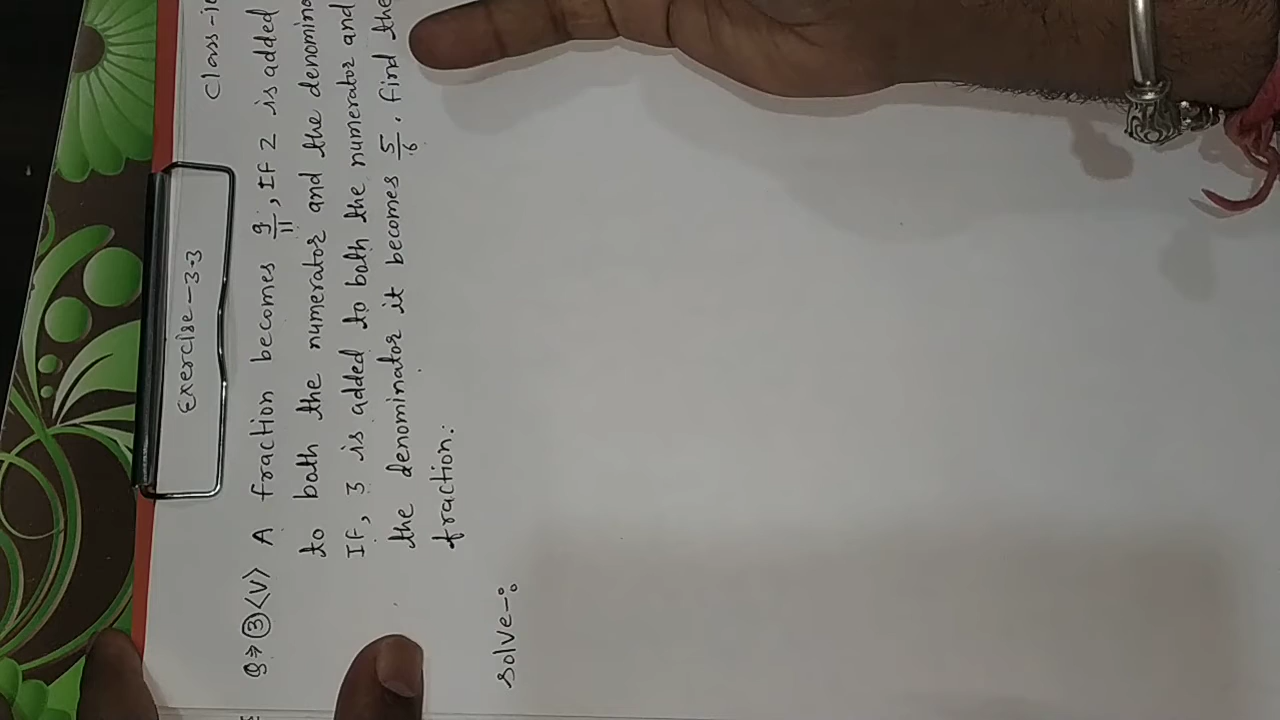 Class-10
Exercise-3.3
Q⇒③<V> A fraction becomes 9/11, If 2 is added
to bath the numerator and the denomino
If, 3 is added to both the numerator and
the denominator it becomes 5/6. find the
fraction:
Solve-: